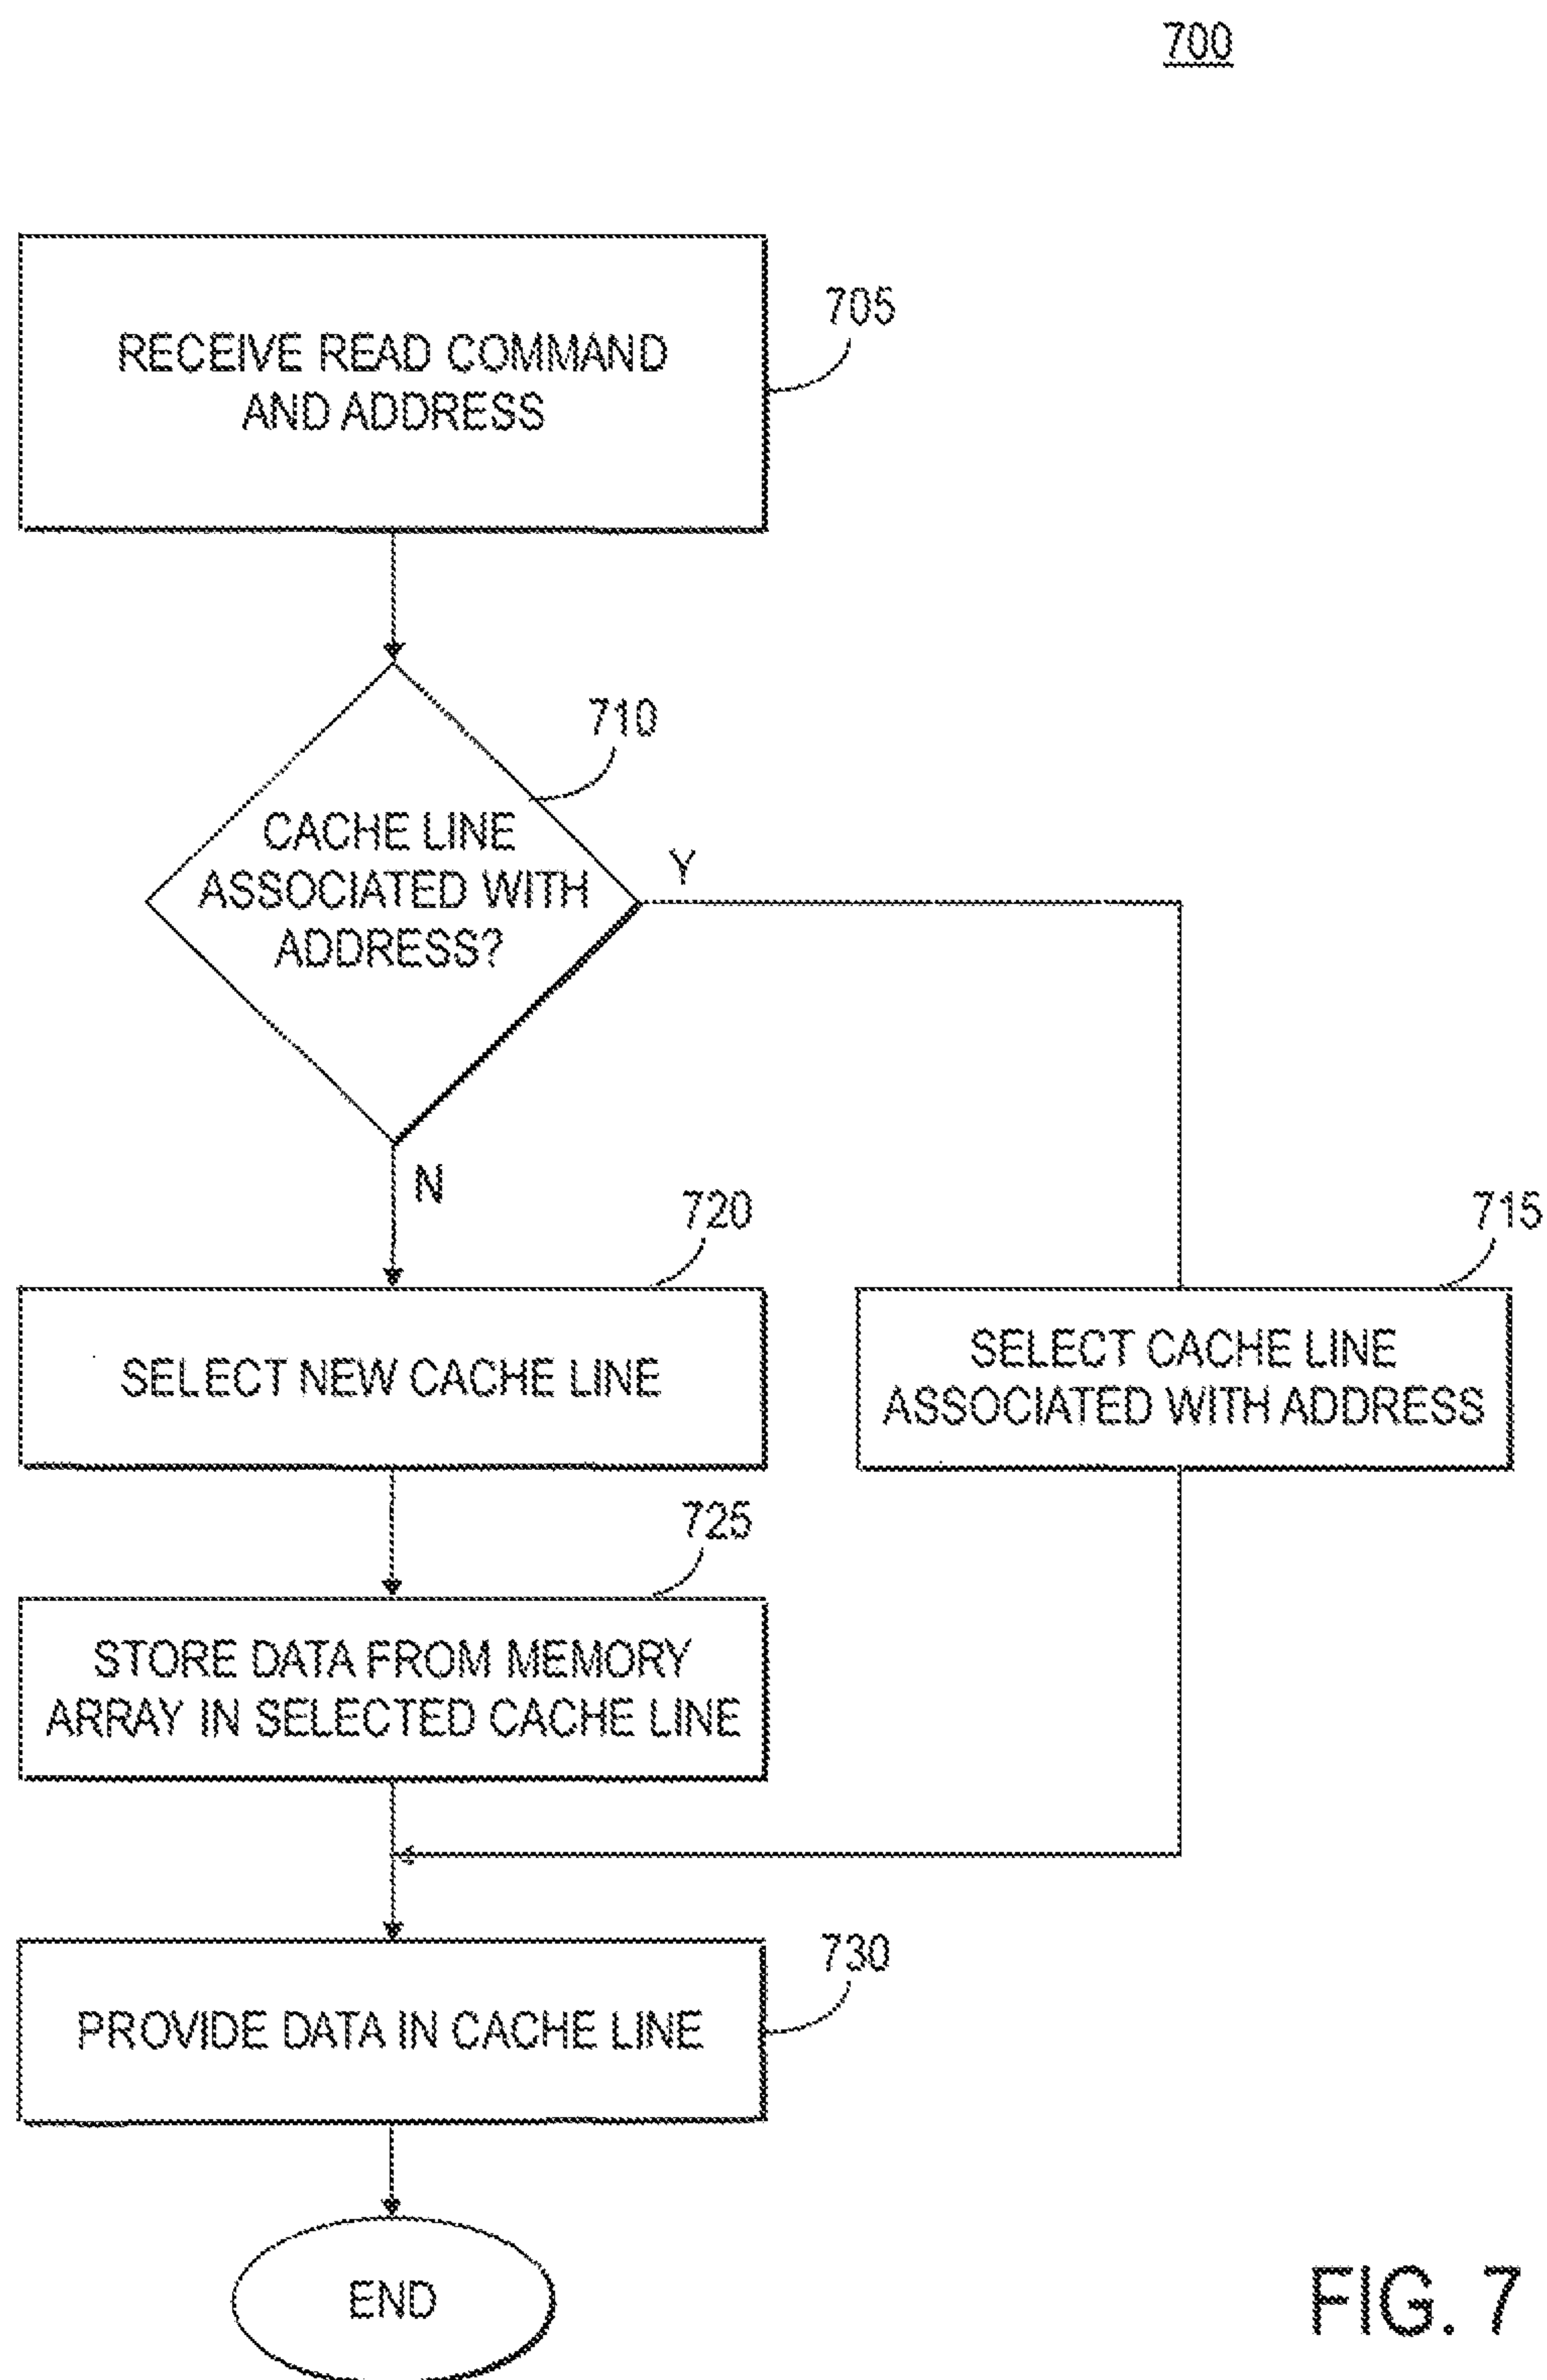 700
RECEIVE READ COMMAND
AND ADDRESS
705
710
CACHE LINE
ASSOCIATED WITH
ADDRESS?
Y
N
720
715
SELECT NEW CACHE LINE
SELECT CACHE LINE
ASSOCIATED WITH ADDRESS
725
STORE DATA FROM MEMORY
ARRAY IN SELECTED CACHE LINE
730
PROVIDE DATA IN CACHE LINE
END
FIG. 7